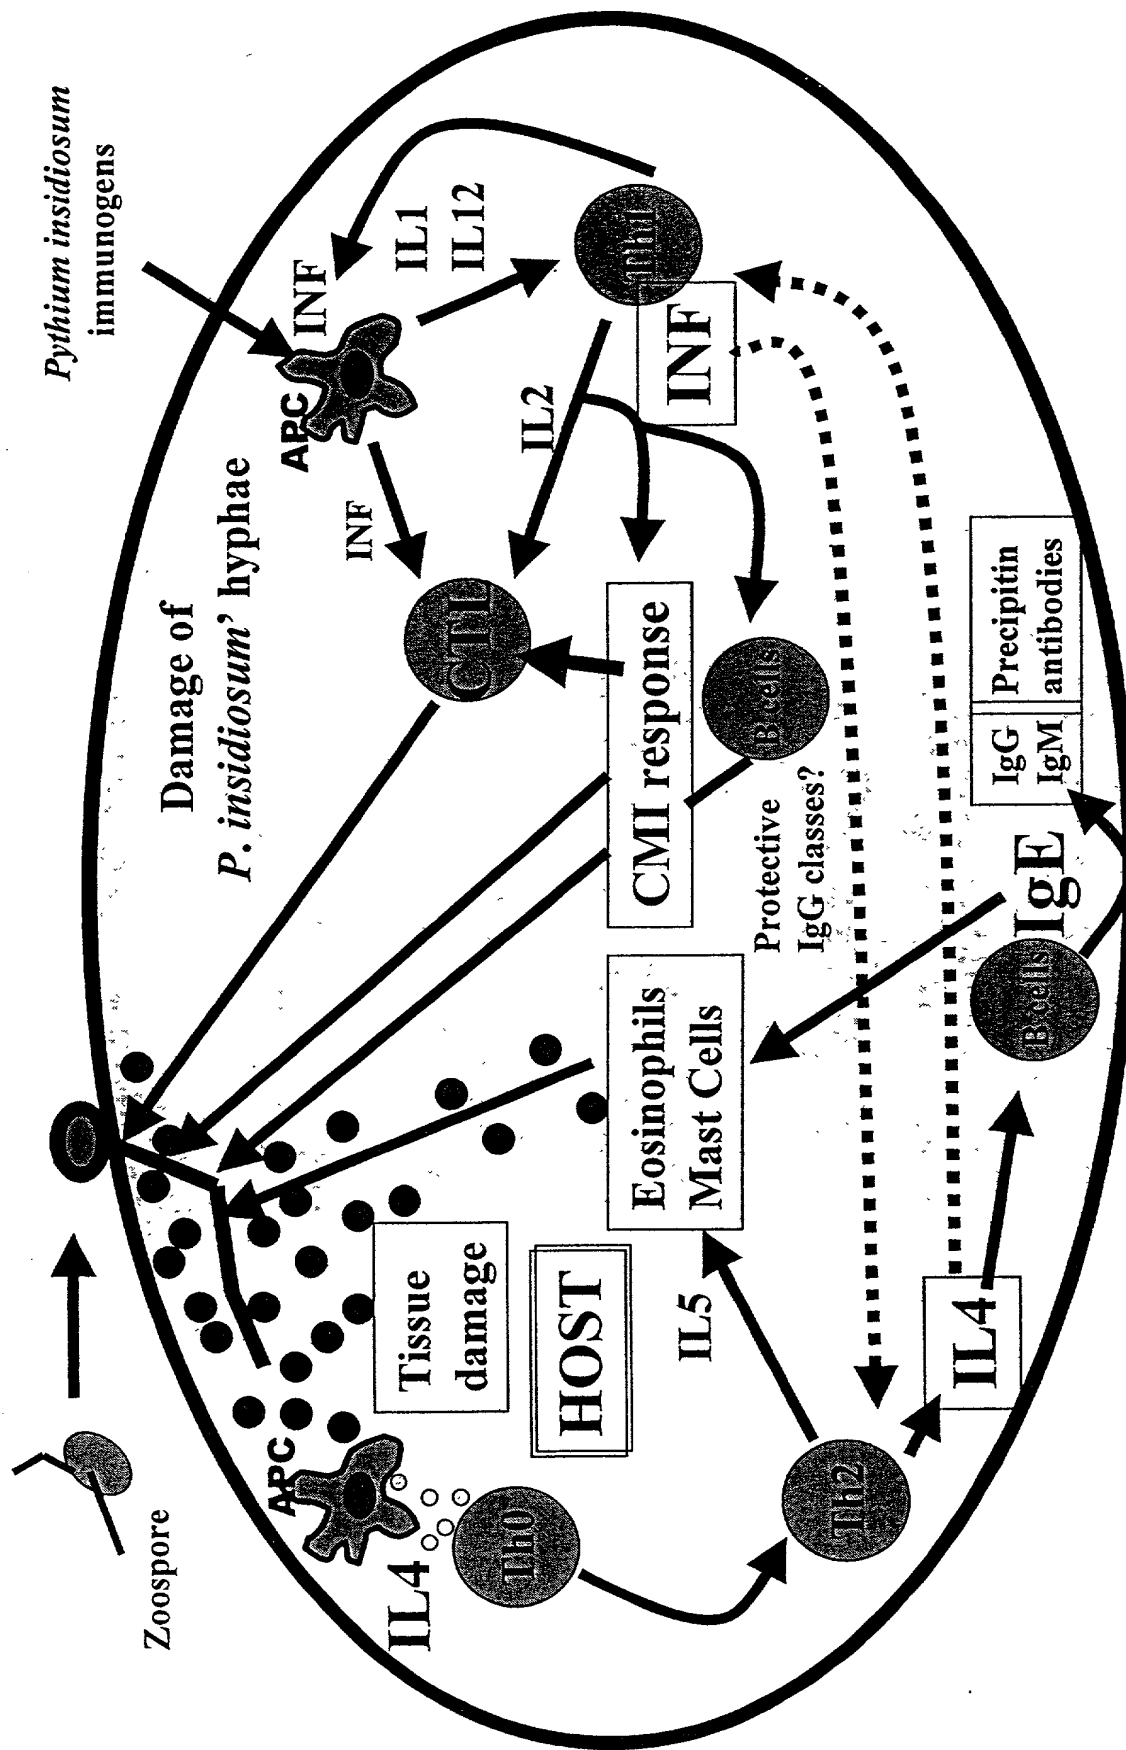 Zoospore
Pythium insidiosum
immunogens
Damage of
P. insidiosum' hyphae
APC
IL4
Th0
APC
INF
INF
IL1
IL12
CTL
IL2
Th1
INF
Tissue
damage
HOST
IL5
Eosinophils
Mast Cells
CMI response
B cells
Protective
IgG classes?
Th2
IL4
B cells
IgE
IgG
IgM
Precipitin
antibodies